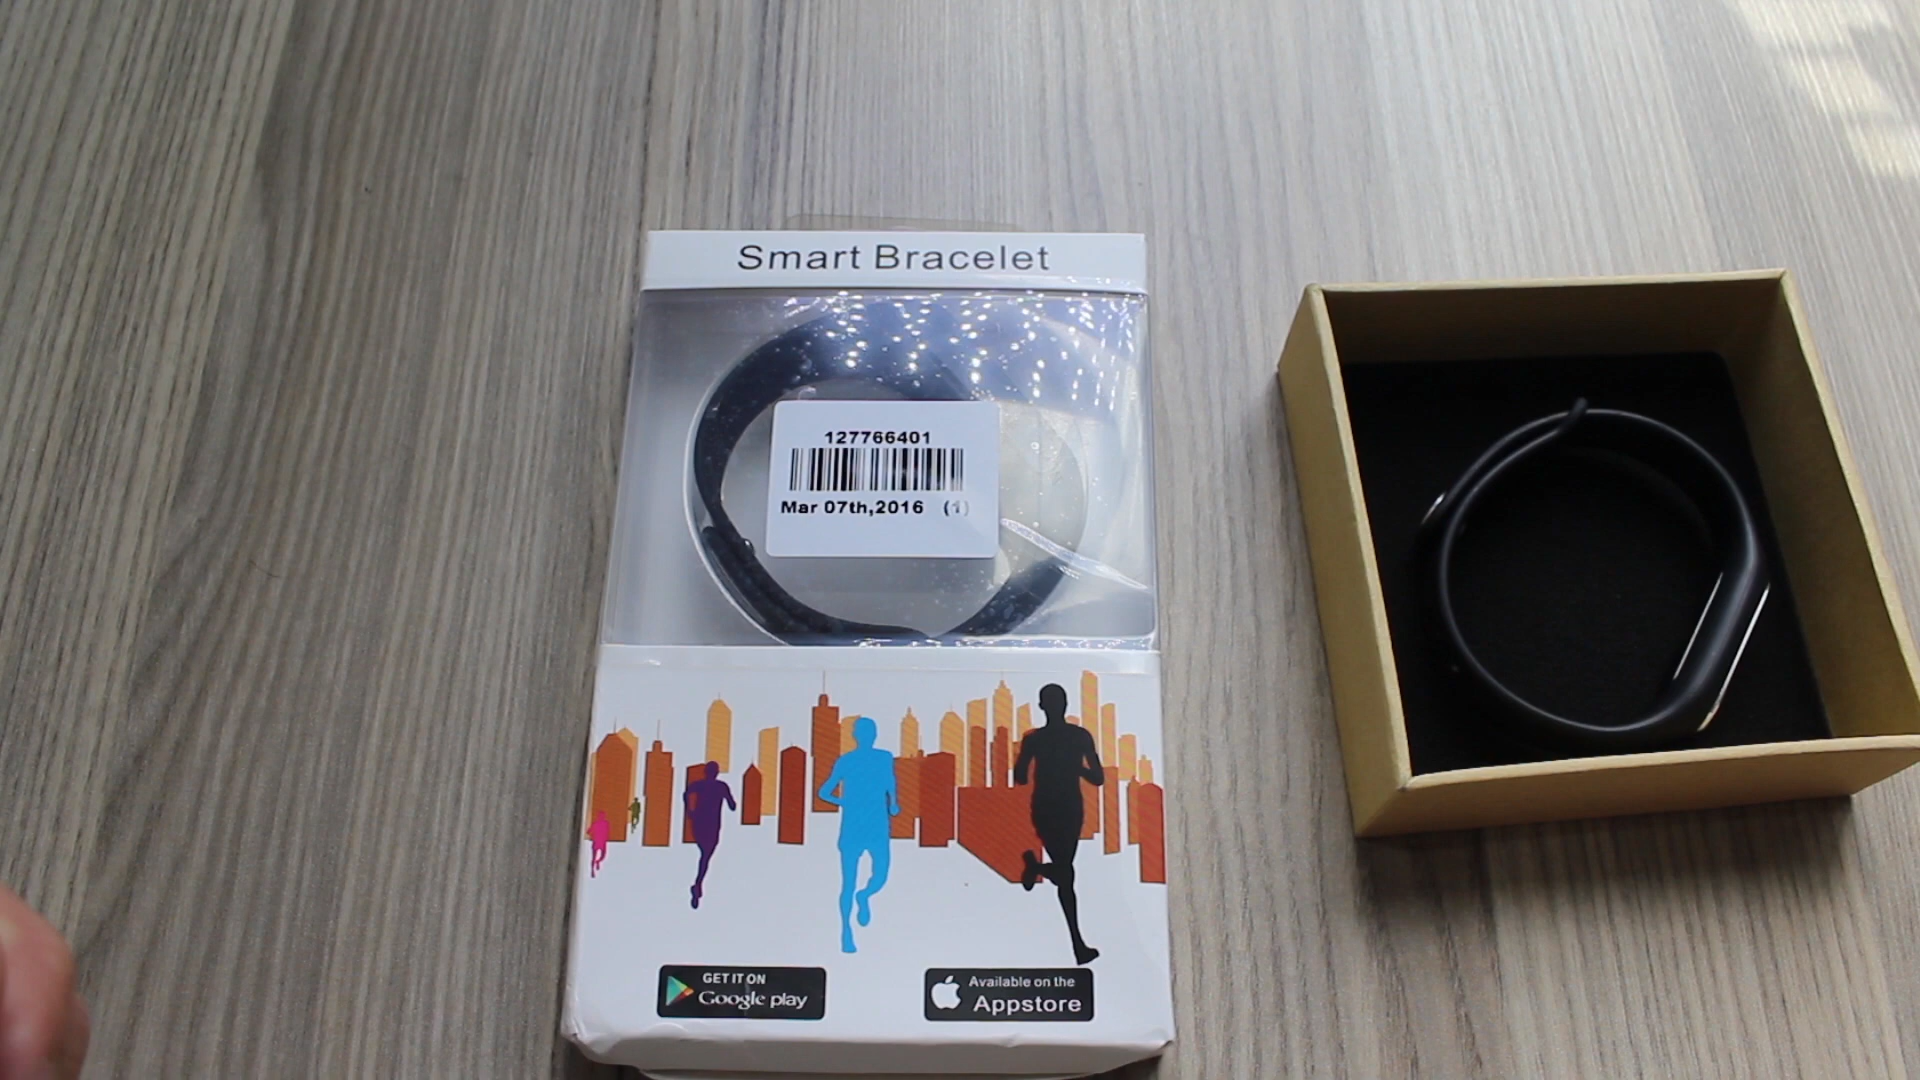 Smart Bracelet
127766401
Mar 07th,2016 (1)
GET IT ON
Google play
Available on the
Appstore